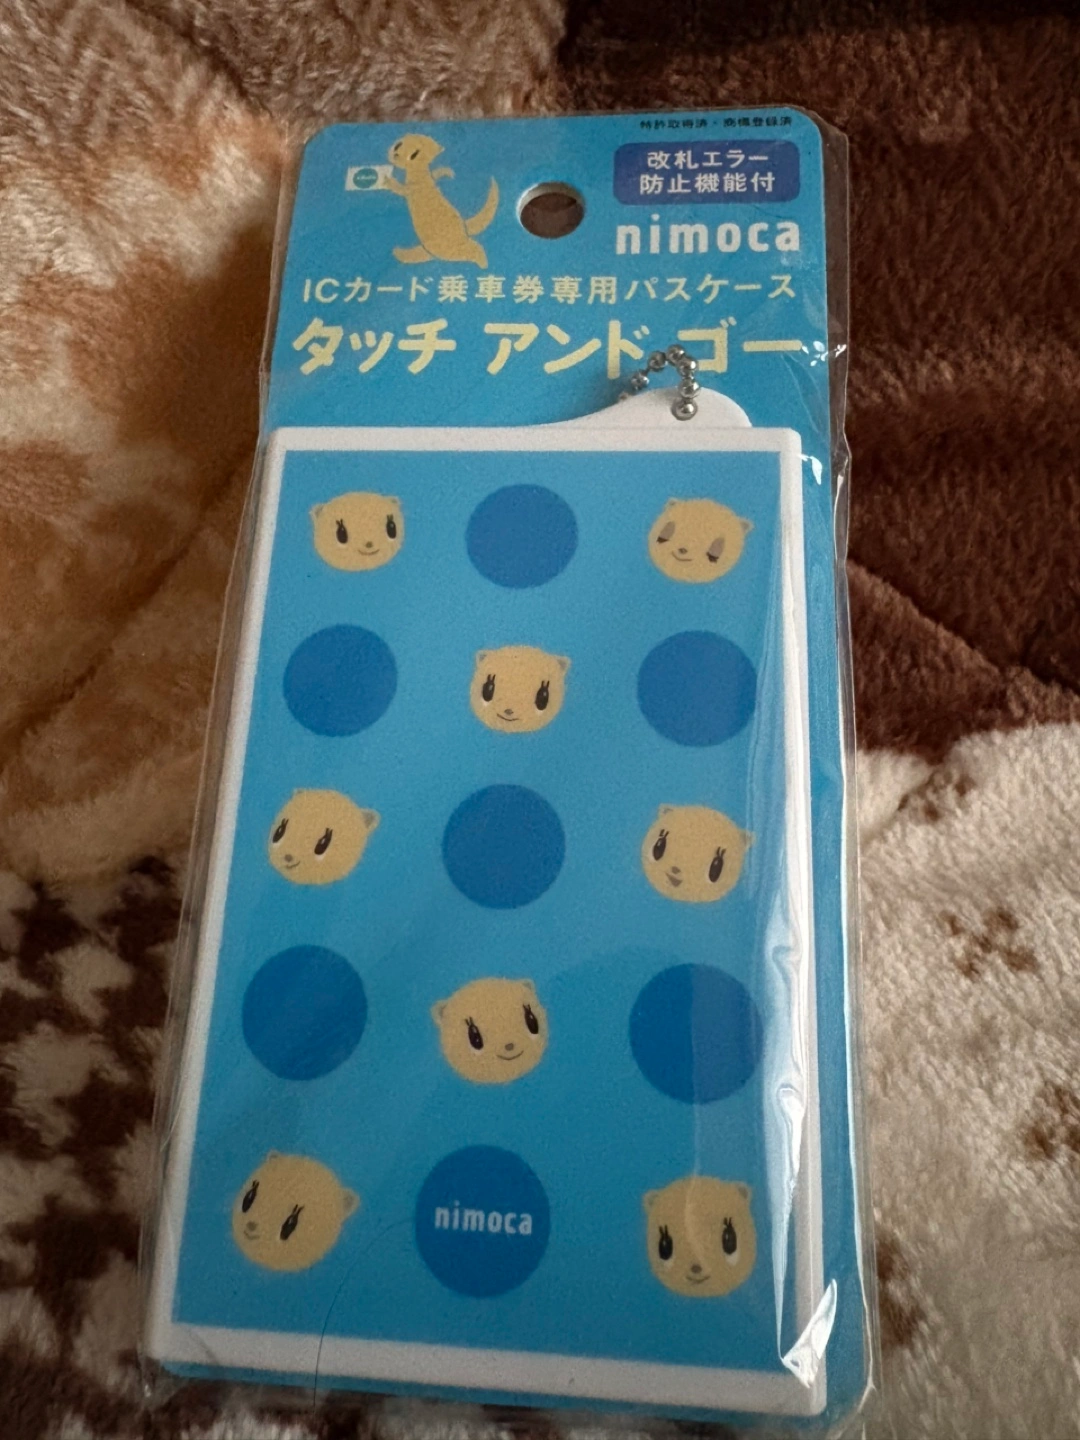 特許取得済・商標登録済
改札エラー
防止機能付
nimoca
ICカード乗車券専用パスケース
タッチ アンド ゴー
nimoca